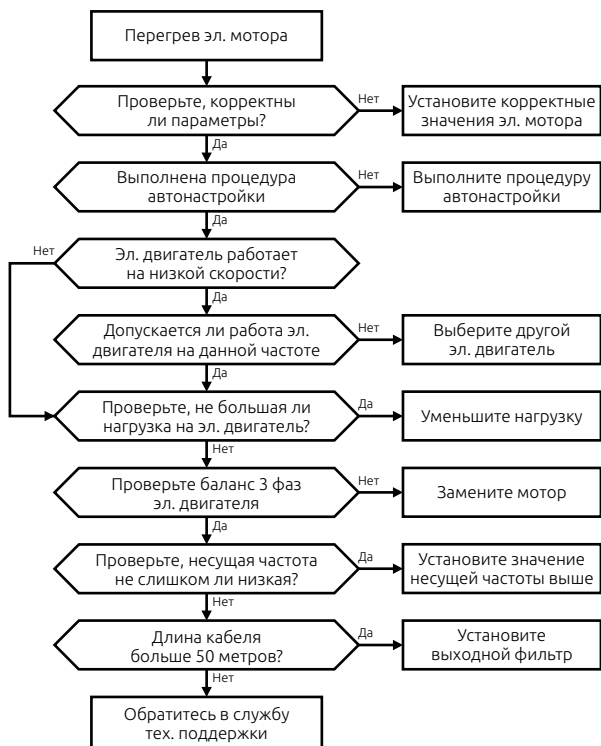 Перегрев эл. мотора
Проверьте, корректны
ли параметры?
Нет
Установите корректные
значения эл. мотора
Да
Выполнена процедура
автонастройки
Нет
Выполните процедуру
автонастройки
Да
Нет
Эл. двигатель работает
на низкой скорости?
Да
Допускается ли работа эл.
двигателя на данной частоте
Нет
Выберите другой
эл. двигатель
Да
Проверьте, не большая ли
нагрузка на эл. двигатель?
Да
Уменьшите нагрузку
Нет
Проверьте баланс 3 фаз
эл. двигателя
Нет
Замените мотор
Да
Проверьте, несущая частота
не слишком ли низкая?
Да
Установите значение
несущей частоты выше
Нет
Длина кабеля
больше 50 метров?
Да
Установите
выходной фильтр
Нет
Обратитесь в службу
тех. поддержки